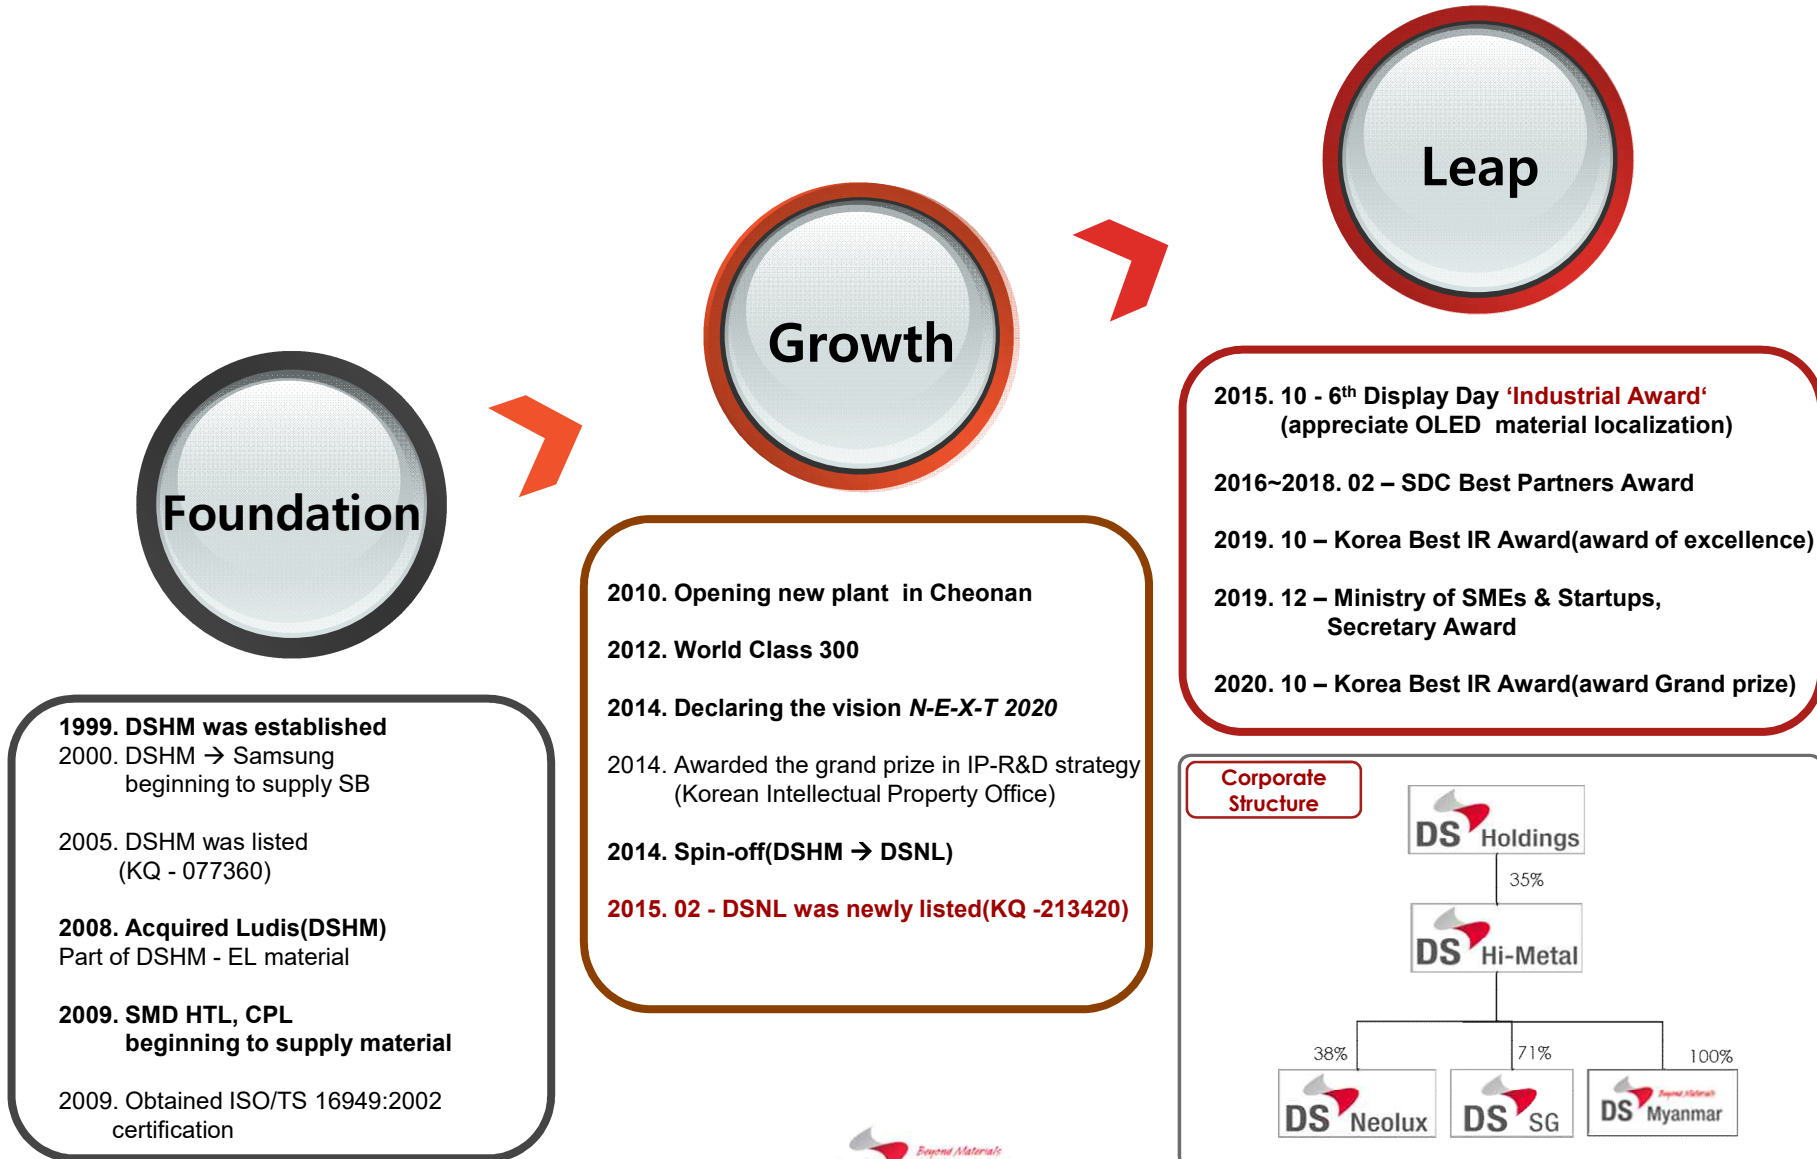 Foundation
1999. DSHM was established
2000. DSHM → Samsung
beginning to supply SB
2005. DSHM was listed
(KQ - 077360)
2008. Acquired Ludis(DSHM)
Part of DSHM - EL material
2009. SMD HTL, CPL
beginning to supply material
2009. Obtained ISO/TS 16949:2002
certification
Growth
2010. Opening new plant  in Cheonan
2012. World Class 300
2014. Declaring the vision N-E-X-T 2020
2014. Awarded the grand prize in IP-R&D strategy
(Korean Intellectual Property Office)
2014. Spin-off(DSHM → DSNL)
2015. 02 - DSNL was newly listed(KQ -213420)
Leap
2015. 10 - 6th Display Day ‘Industrial Award‘
(appreciate OLED  material localization)
2016~2018. 02 – SDC Best Partners Award
2019. 10 – Korea Best IR Award(award of excellence)
2019. 12 – Ministry of SMEs & Startups,
Secretary Award
2020. 10 – Korea Best IR Award(award Grand prize)
Corporate
Structure
DS Holdings
35%
DS Hi-Metal
38%
71%
100%
DS Neolux
DS SG
Beyond Materials
DS Myanmar
Beyond Materials